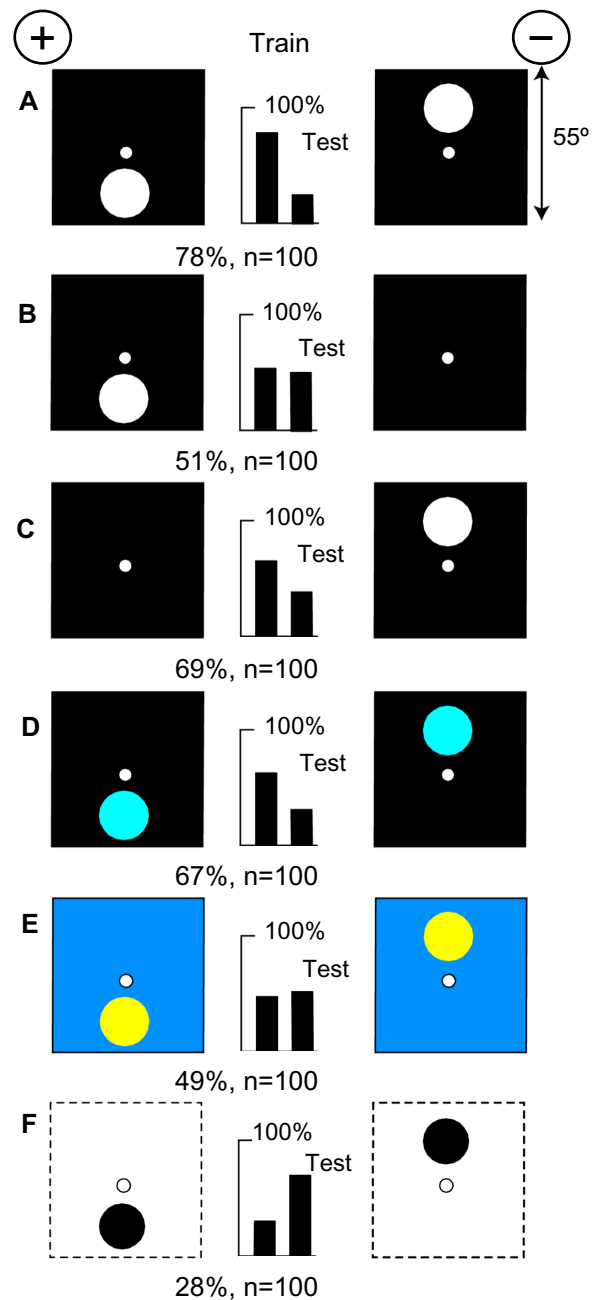 + Train −
A 100% Test 55º
78%, n=100
B 100% Test
51%, n=100
C 100% Test
69%, n=100
D 100% Test
67%, n=100
E 100% Test
49%, n=100
F 100% Test
28%, n=100